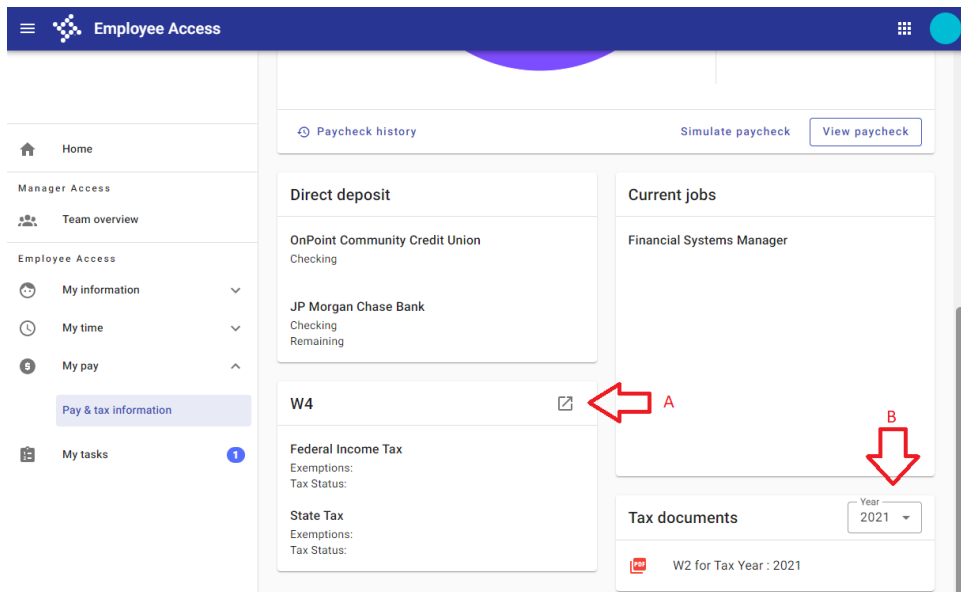 Employee Access
Home
Manager Access
Team overview
Employee Access
My information
My time
My pay
Pay & tax information
My tasks
1
Paycheck history
Simulate paycheck
View paycheck
Direct deposit
OnPoint Community Credit Union
Checking
JP Morgan Chase Bank
Checking
Remaining
Current jobs
Financial Systems Manager
W4
A
Federal Income Tax
Exemptions:
Tax Status:
State Tax
Exemptions:
Tax Status:
B
Tax documents
Year
2021
PDF
W2 for Tax Year : 2021